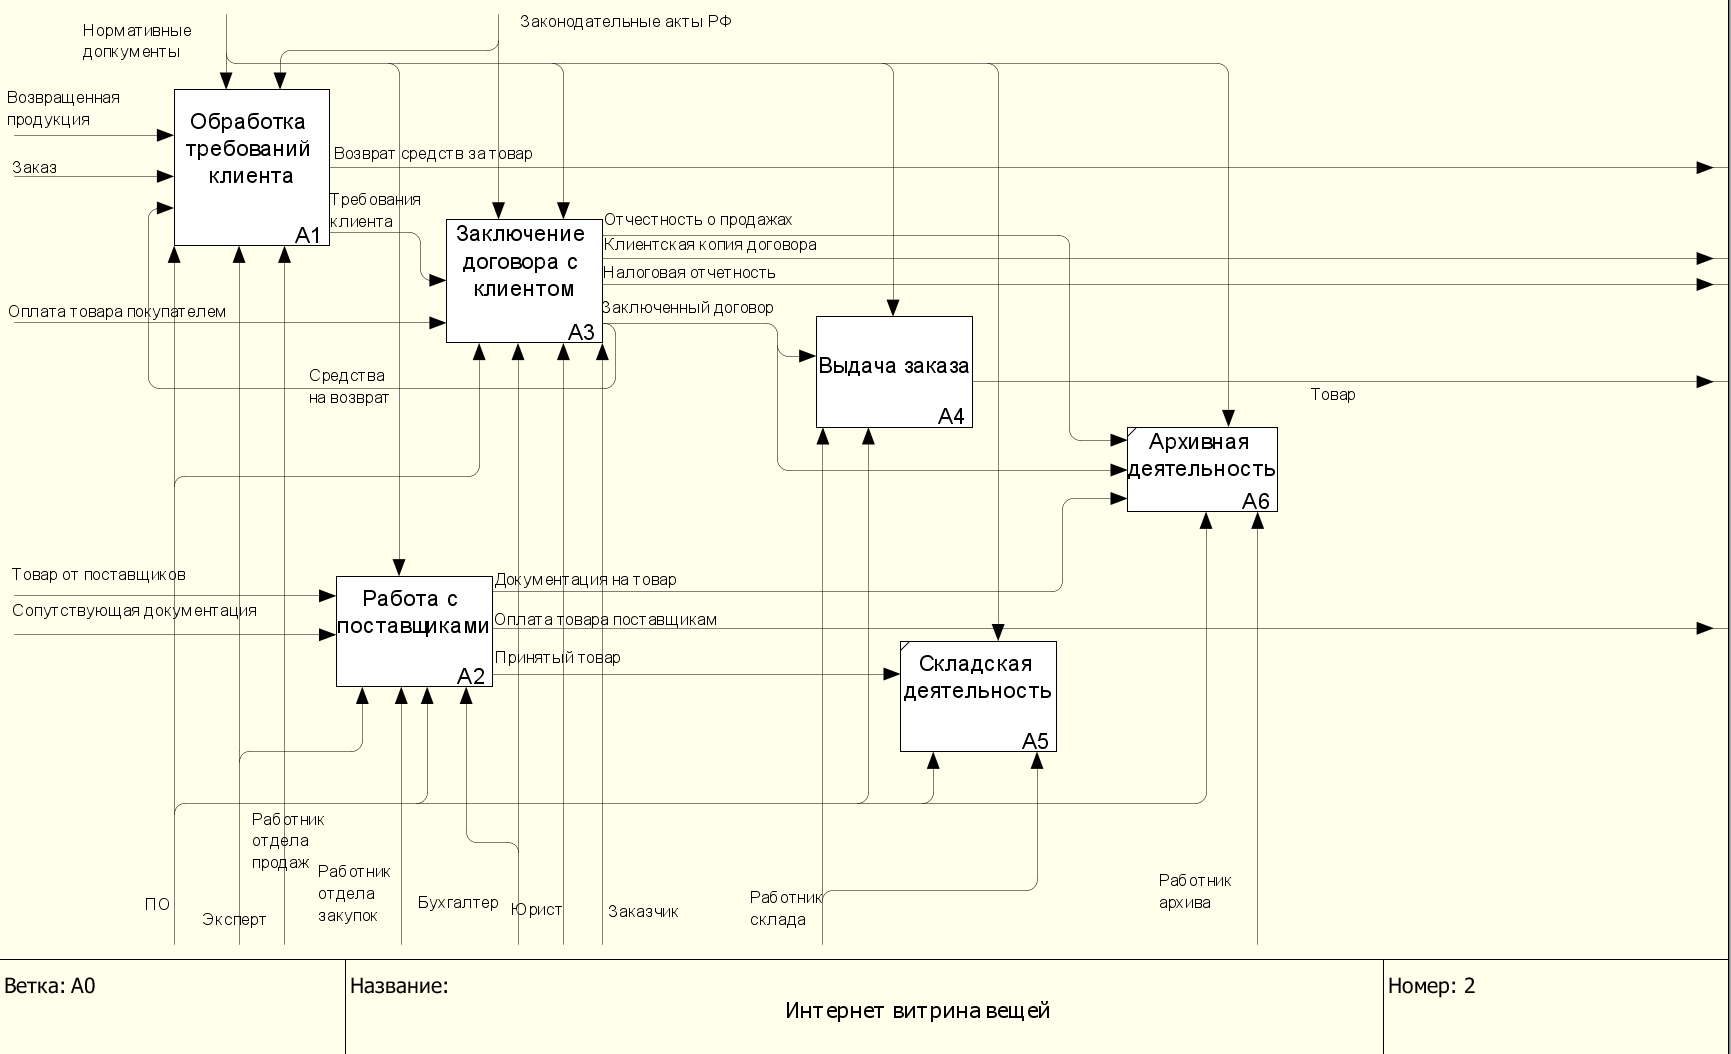 Нормативные
допкументы
Законодательные акты РФ
Возвращенная
продукция
Заказ
Обработка
требований
клиента
A1
Возврат средств за товар
Требования
клиента
Заключение
договора с
клиентом
A3
Отчестность о продажах
Клиентская копия договора
Налоговая отчетность
Заключенный договор
Оплата товара покупателем
Средства
на возврат
Выдача заказа
A4
Товар
Архивная
деятельность
A6
Товар от поставщиков
Сопутствующая документация
Работа с
поставщиками
A2
Документация на товар
Оплата товара поставщикам
Принятый товар
Складская
деятельность
A5
ПО
Эксперт
Работник
отдела
продаж
Работник
отдела
закупок
Бухгалтер
Юрист
Заказчик
Работник
склада
Работник
архива
Ветка: A0
Название:
Интернет витрина вещей
Номер: 2